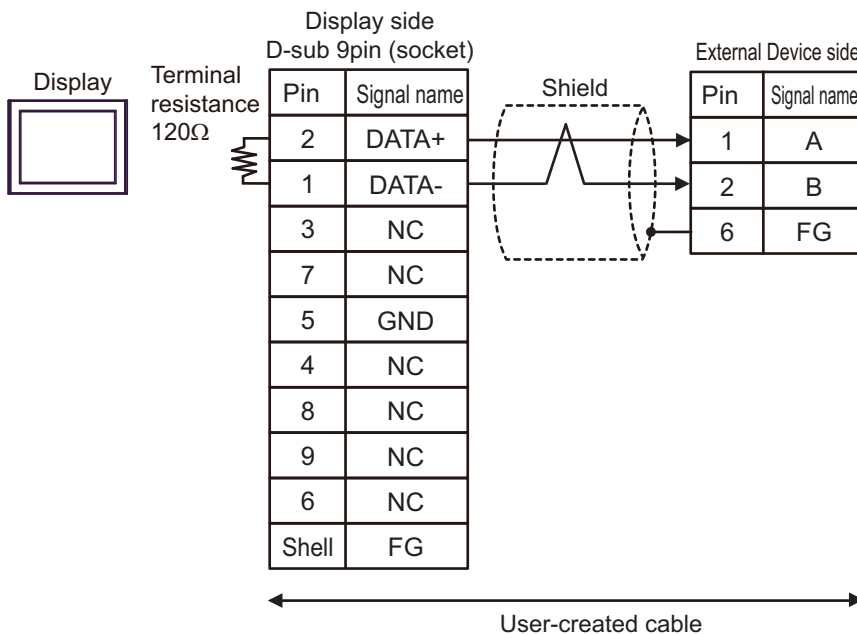 Display side
D-sub 9pin (socket)
External Device side
Display
Terminal
resistance
120Ω
Shield
Pin Signal name
2 DATA+
1 DATA-
3 NC
7 NC
5 GND
4 NC
8 NC
9 NC
6 NC
Shell FG
Pin Signal name
1 A
2 B
6 FG
User-created cable